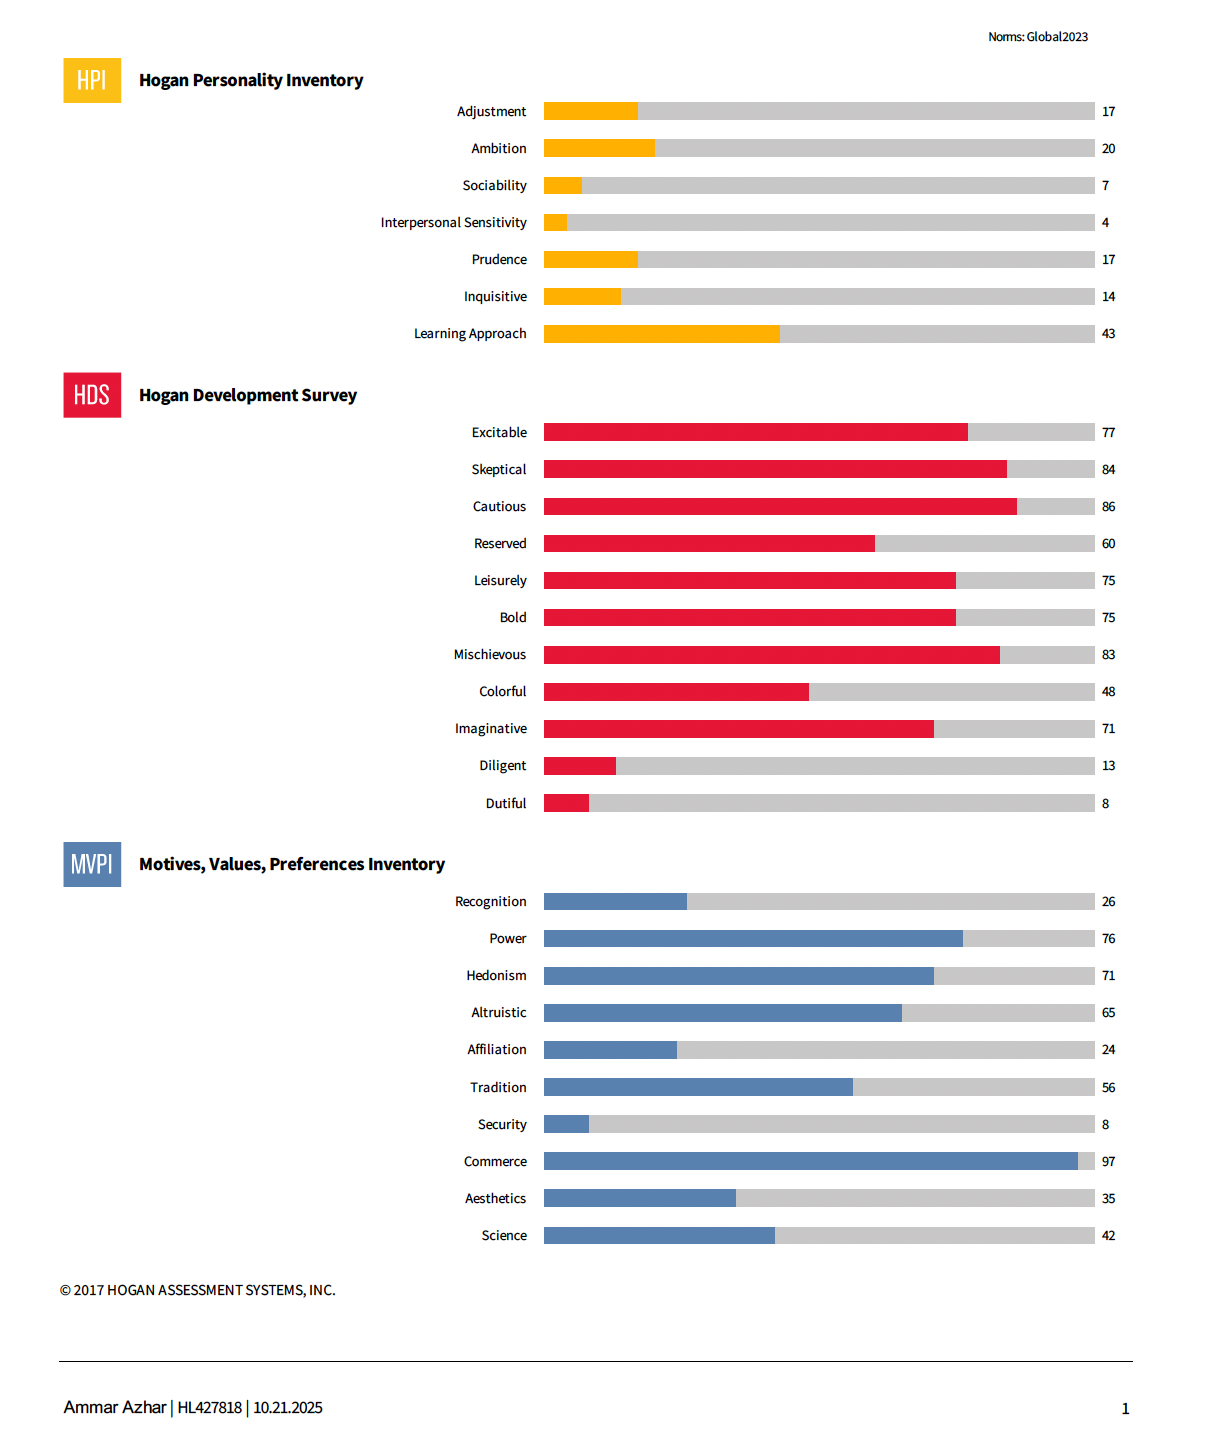 Norms: Global2023
HPI Hogan Personality Inventory
Adjustment 17
Ambition 20
Sociability 7
Interpersonal Sensitivity 4
Prudence 17
Inquisitive 14
Learning Approach 43
HDS Hogan Development Survey
Excitable 77
Skeptical 84
Cautious 86
Reserved 60
Leisurely 75
Bold 75
Mischievous 83
Colorful 48
Imaginative 71
Diligent 13
Dutiful 8
MVPI Motives, Values, Preferences Inventory
Recognition 26
Power 76
Hedonism 71
Altruistic 65
Affiliation 24
Tradition 56
Security 8
Commerce 97
Aesthetics 35
Science 42
© 2017 HOGAN ASSESSMENT SYSTEMS, INC.
Ammar Azhar | HL427818 | 10.21.2025 1